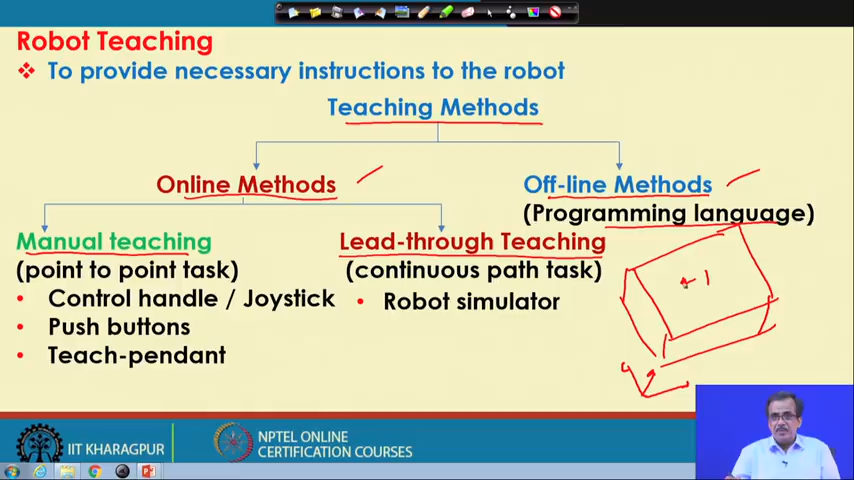 Robot Teaching
❖ To provide necessary instructions to the robot
Teaching Methods
Online Methods
Off-line Methods
(Programming language)
Manual teaching
(point to point task)
• Control handle / Joystick
• Push buttons
• Teach-pendant
Lead-through Teaching
(continuous path task)
• Robot simulator
IIT KHARAGPUR
NPTEL ONLINE
CERTIFICATION COURSES